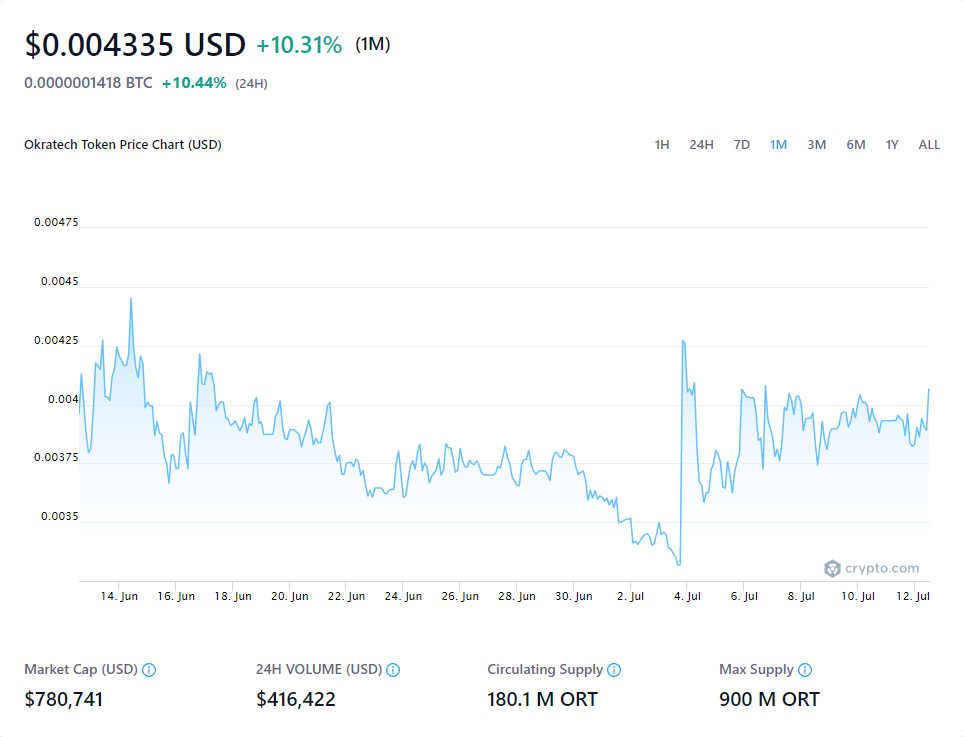 $0.004335 USD +10.31% (1M)
0.0000001418 BTC +10.44% (24H)
Okratech Token Price Chart (USD) 1H 24H 7D 1M 3M 6M 1Y ALL
0.00475
0.0045
0.00425
0.004
0.00375
0.0035
crypto.com
14. Jun 16. Jun 18. Jun 20. Jun 22. Jun 24. Jun 26. Jun 28. Jun 30. Jun 2. Jul 4. Jul 6. Jul 8. Jul 10. Jul 12. Jul
Market Cap (USD) 24H VOLUME (USD) Circulating Supply Max Supply
$780,741 $416,422 180.1 M ORT 900 M ORT